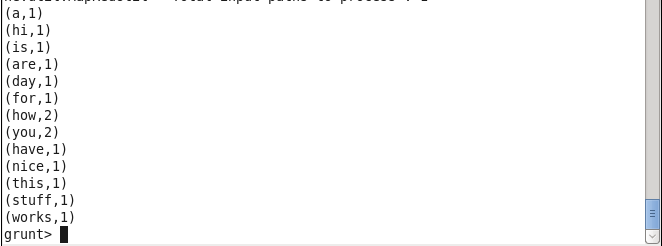 (a,1)
(hi,1)
(is,1)
(are,1)
(day,1)
(for,1)
(how,2)
(you,2)
(have,1)
(nice,1)
(this,1)
(stuff,1)
(works,1)
grunt>